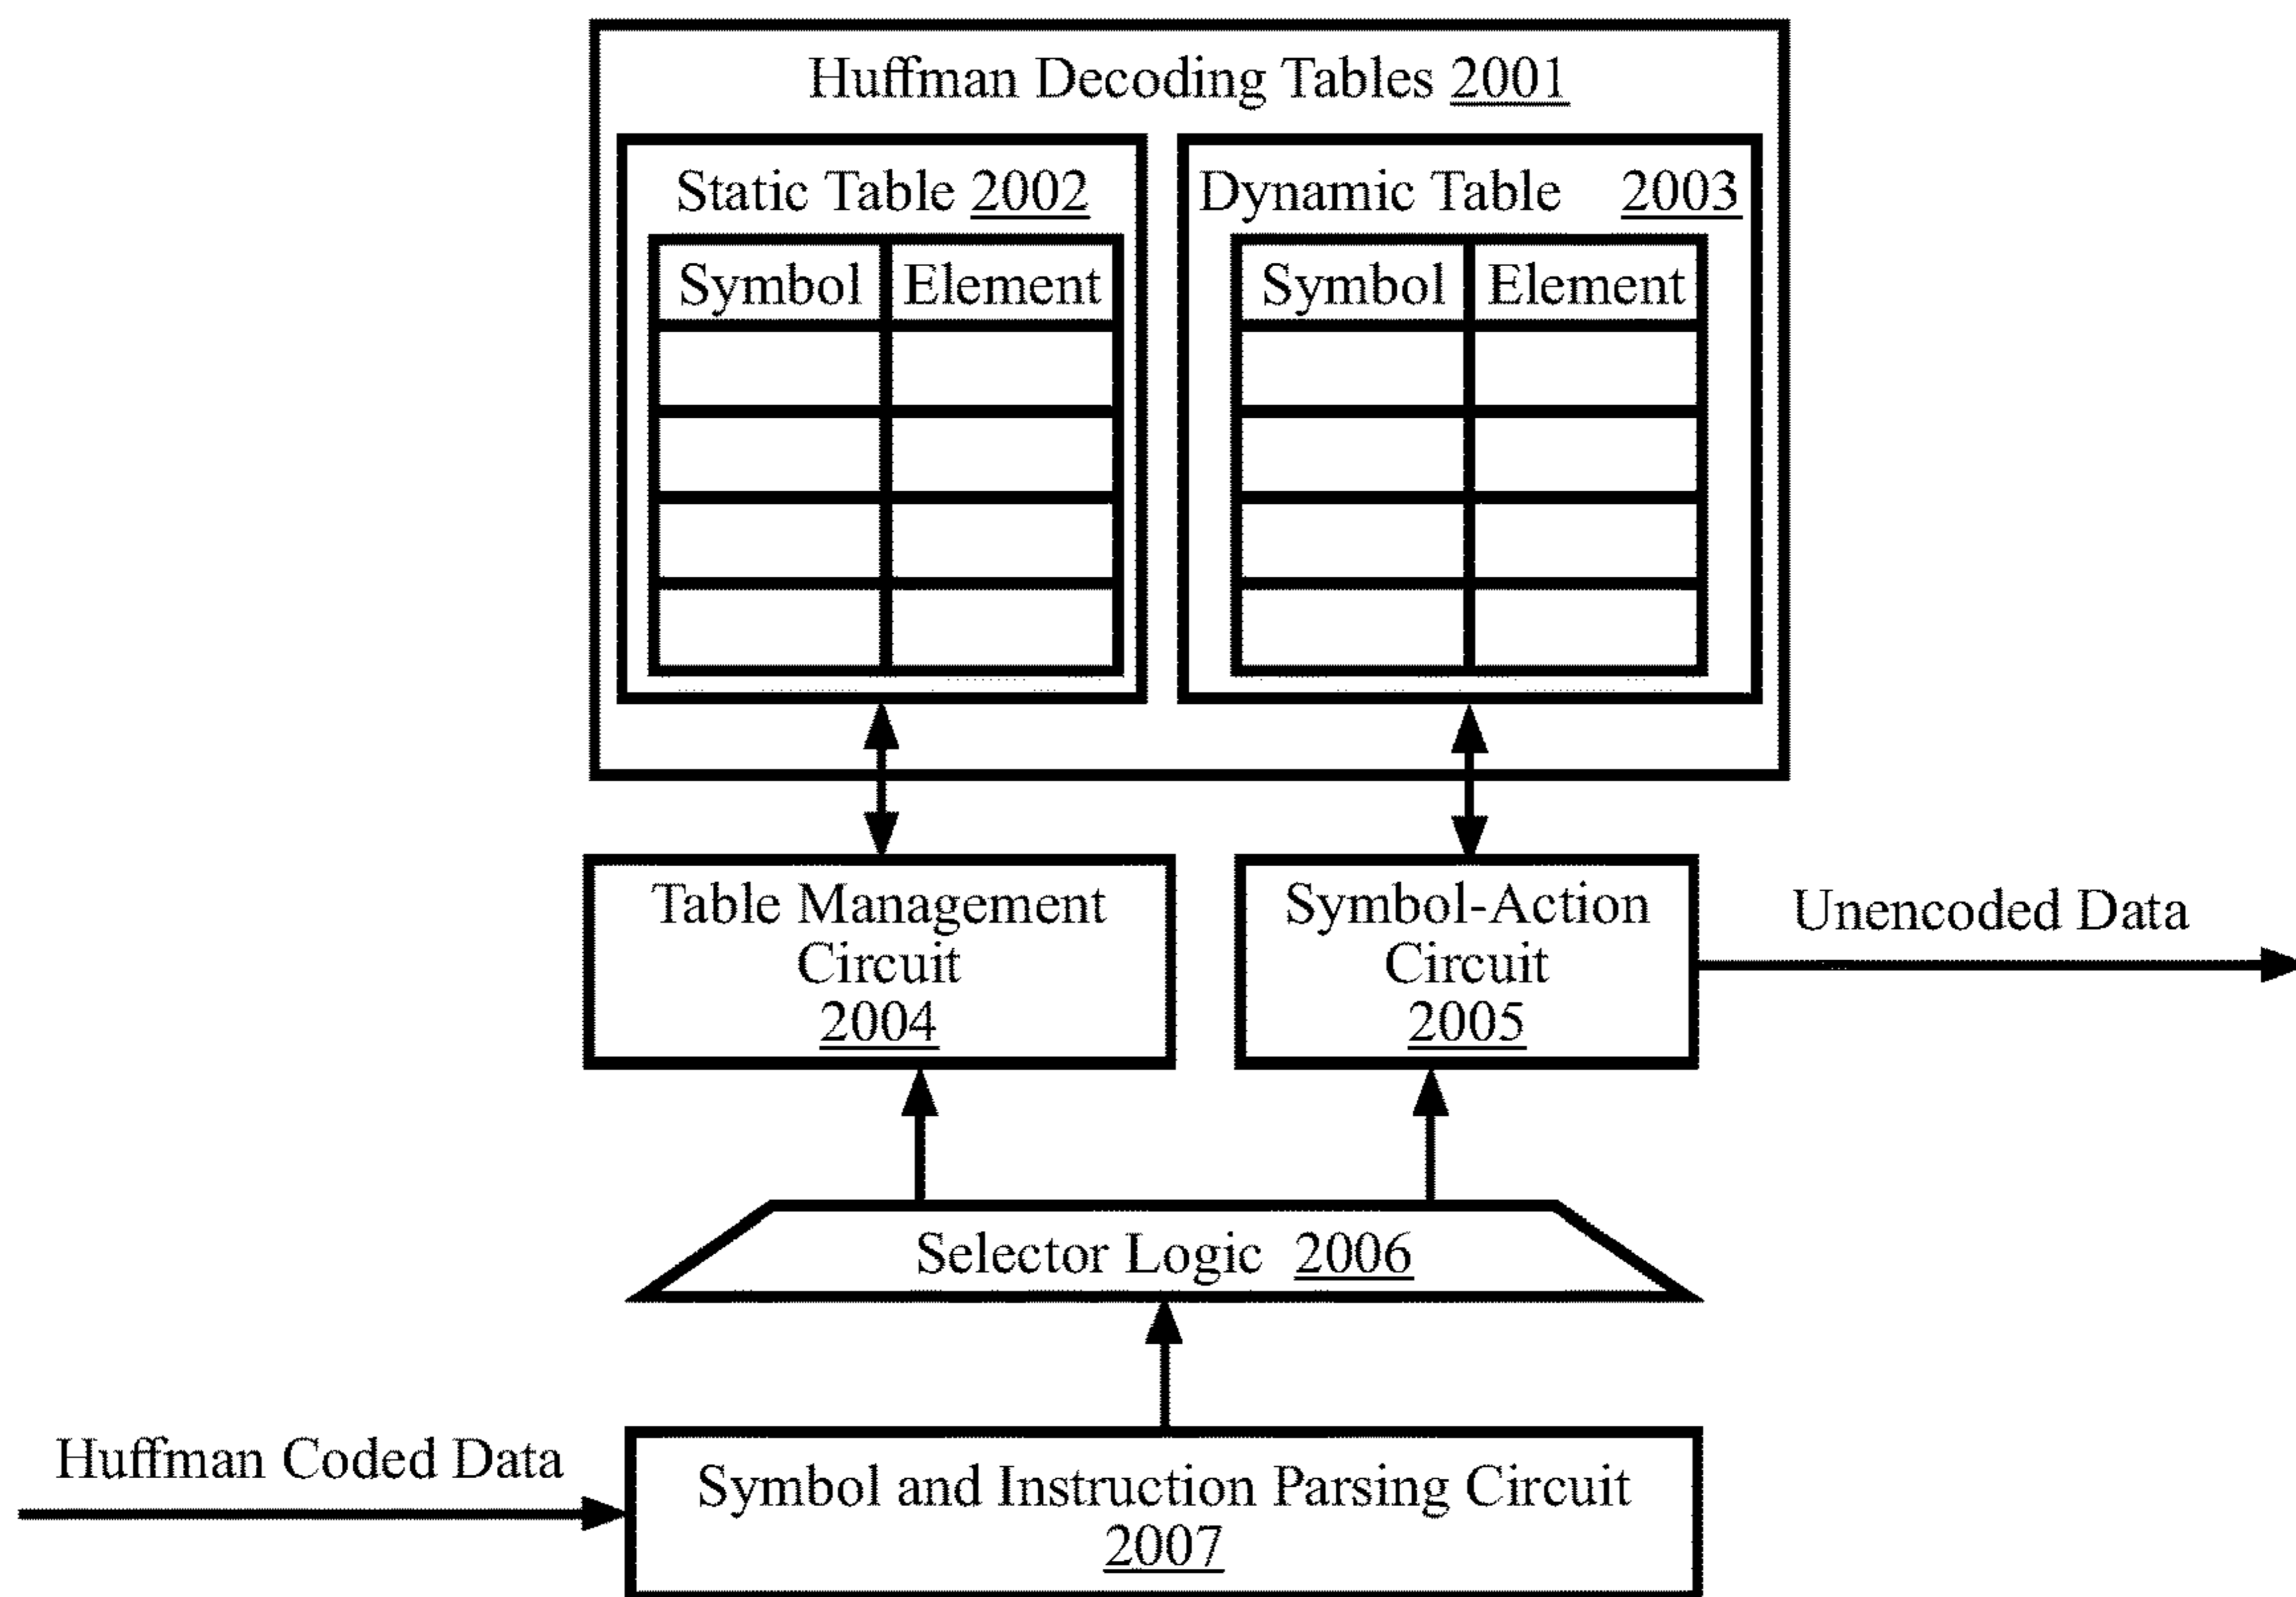 Huffman Decoding Tables 2001
Static Table 2002
Dynamic Table 2003
Symbol Element
Symbol Element
Table Management
Circuit
2004
Symbol-Action
Circuit
2005
Unencoded Data
Selector Logic 2006
Huffman Coded Data
Symbol and Instruction Parsing Circuit
2007